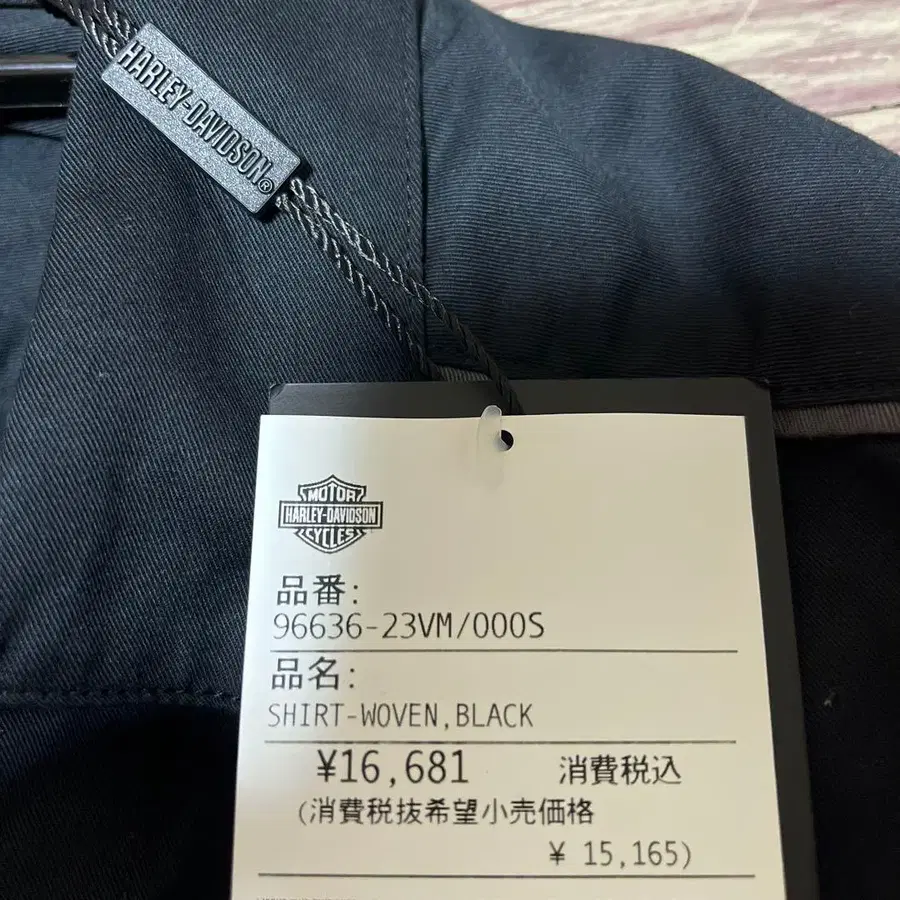 HARLEY-DAVIDSON®
MOTOR
HARLEY-DAVIDSON
CYCLES
品番:
96636-23VM/000S
品名:
SHIRT-WOVEN,BLACK
¥16,681 消費税込
(消費税抜希望小売価格
¥ 15,165)